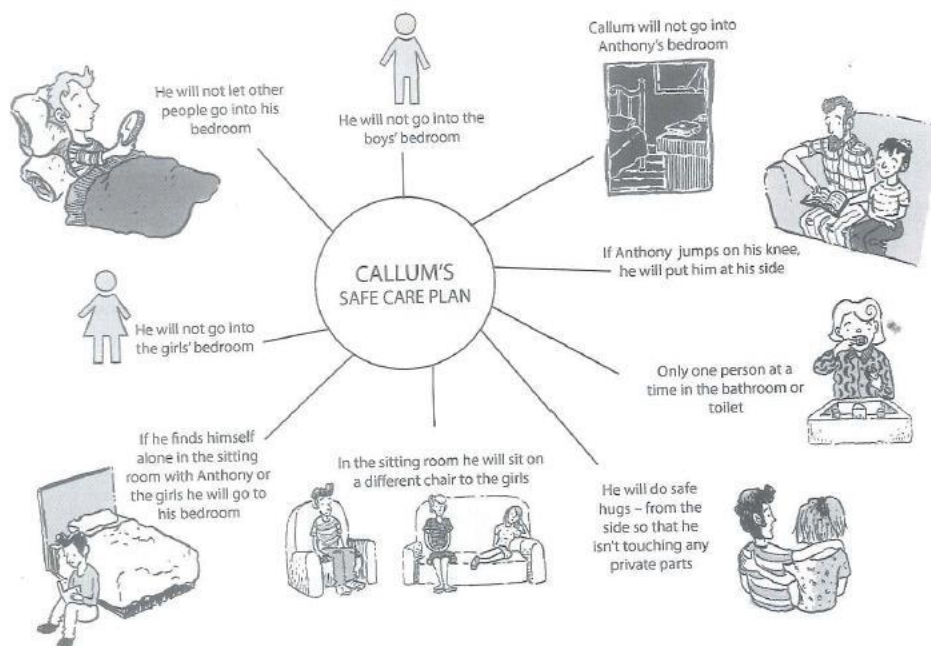 CALLUM'S
SAFE CARE PLAN
He will not let other
people go into his
bedroom
He will not go into the
boys' bedroom
Callum will not go into
Anthony's bedroom
If Anthony jumps on his knee,
he will put him at his side
Only one person at a
time in the bathroom or
toilet
He will do safe
hugs – from the
side so that he
isn't touching any
private parts
In the sitting room he will sit on
a different chair to the girls
If he finds himself
alone in the sitting
room with Anthony or
the girls he will go to
his bedroom
He will not go into
the girls' bedroom